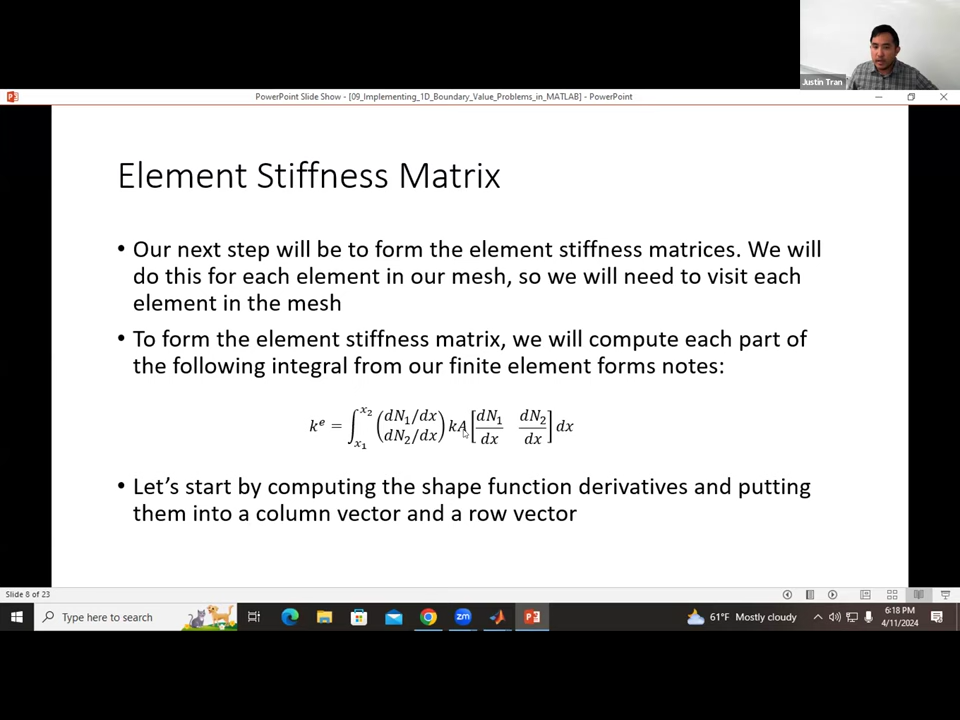 Justin Tran
PowerPoint Slide Show - [09_Implementing_1D_Boundary_Value_Problems_in_MATLAB] - PowerPoint
Element Stiffness Matrix
• Our next step will be to form the element stiffness matrices. We will
do this for each element in our mesh, so we will need to visit each
element in the mesh
• To form the element stiffness matrix, we will compute each part of
the following integral from our finite element forms notes:
k^e = ∫_{x_1}^{x_2} (dN_1/dx dN_2/dx) kA [dN_1/dx dN_2/dx] dx
• Let's start by computing the shape function derivatives and putting
them into a column vector and a row vector
Slide 8 of 23
Type here to search
zm
61°F Mostly cloudy
6:18 PM
4/11/2024